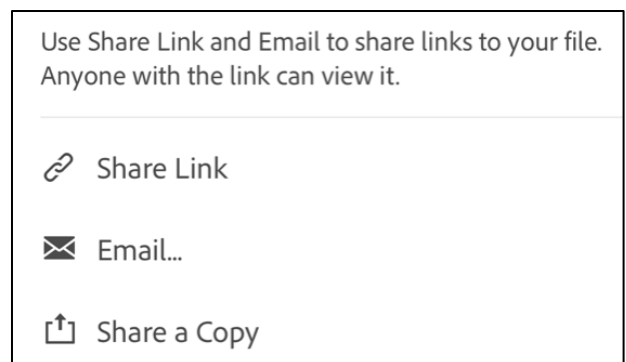 Use Share Link and Email to share links to your file.
Anyone with the link can view it.
Share Link
Email...
Share a Copy